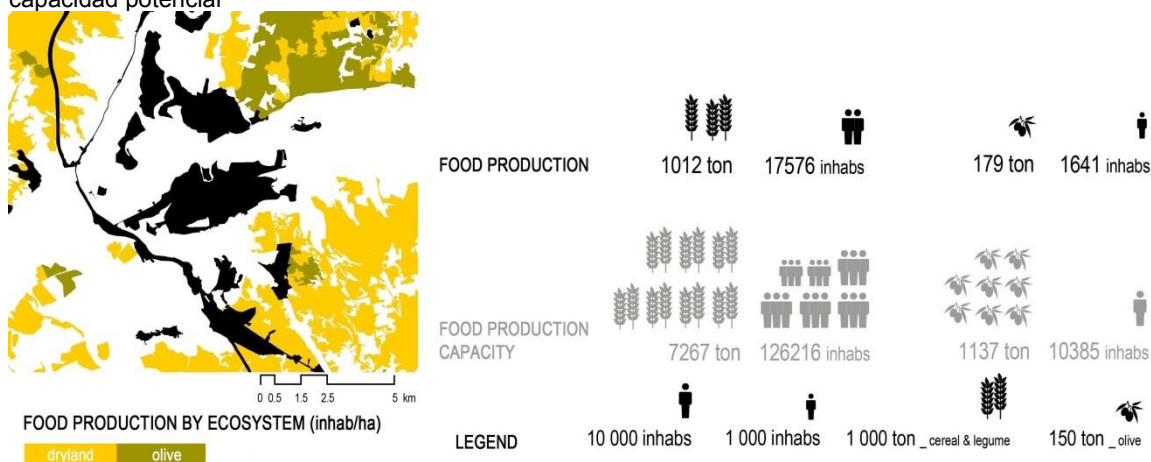 capacidad potencial
FOOD PRODUCTION 1012 ton 17576 inhabs 179 ton 1641 inhabs
FOOD PRODUCTION
CAPACITY 7267 ton 126216 inhabs 1137 ton 10385 inhabs
0 0.5 1.5 2.5 5 km
FOOD PRODUCTION BY ECOSYSTEM (inhab/ha)
dryland olive
LEGEND 10 000 inhabs 1 000 inhabs 1 000 ton _ cereal & legume 150 ton _ olive